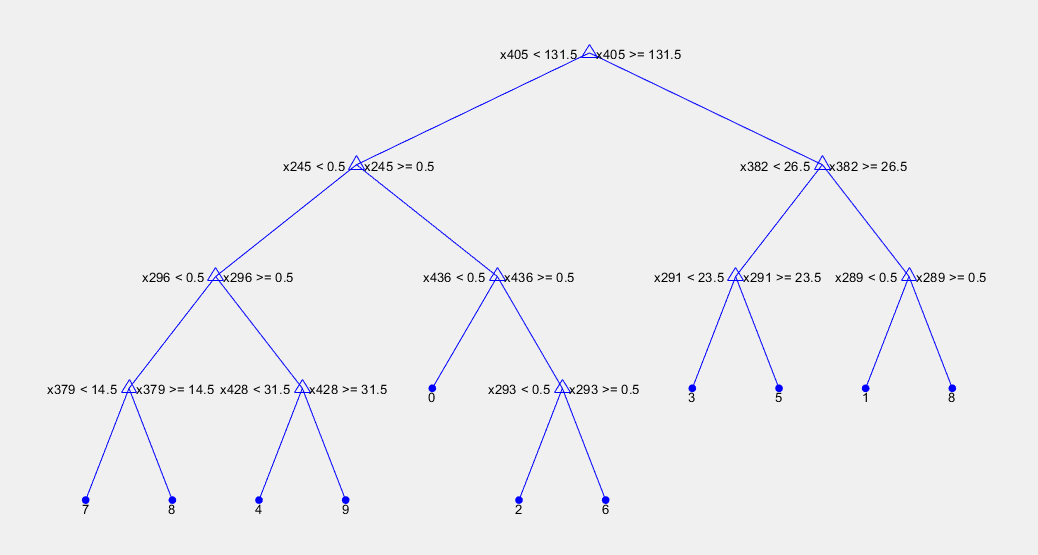 x405 < 131.5 x405 >= 131.5
x245 < 0.5 x245 >= 0.5 x382 < 26.5 x382 >= 26.5
x296 < 0.5 x296 >= 0.5 x436 < 0.5 x436 >= 0.5 x291 < 23.5 x291 >= 23.5 x289 < 0.5 x289 >= 0.5
x379 < 14.5 x379 >= 14.5 x428 < 31.5 x428 >= 31.5 x293 < 0.5 x293 >= 0.5
0 3 5 1 8
7 8 4 9 2 6